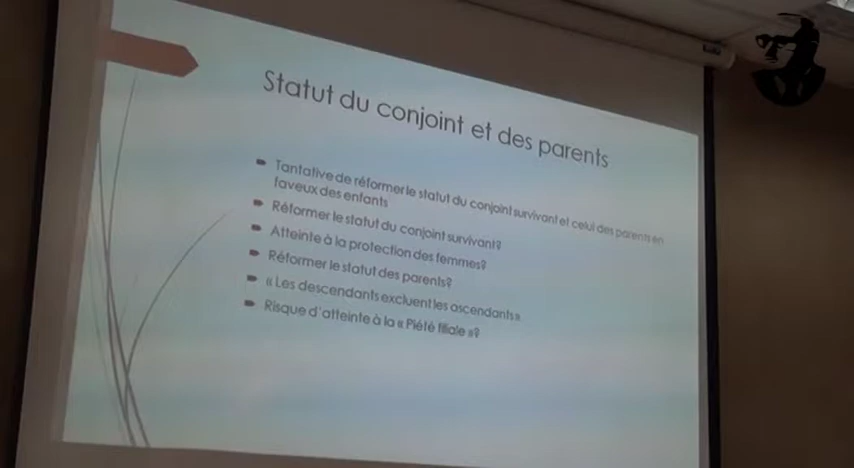 Statut du conjoint et des parents
Tantative de réformer le statut du conjoint survivant et celui des parents en
faveux des enfants
Réformer le statut du conjoint survivant?
Atteinte à la protection des femmes?
Réformer le statut des parents?
« Les descendants excluent les ascendants »
Risque d'atteinte à la « Piété filiale »?